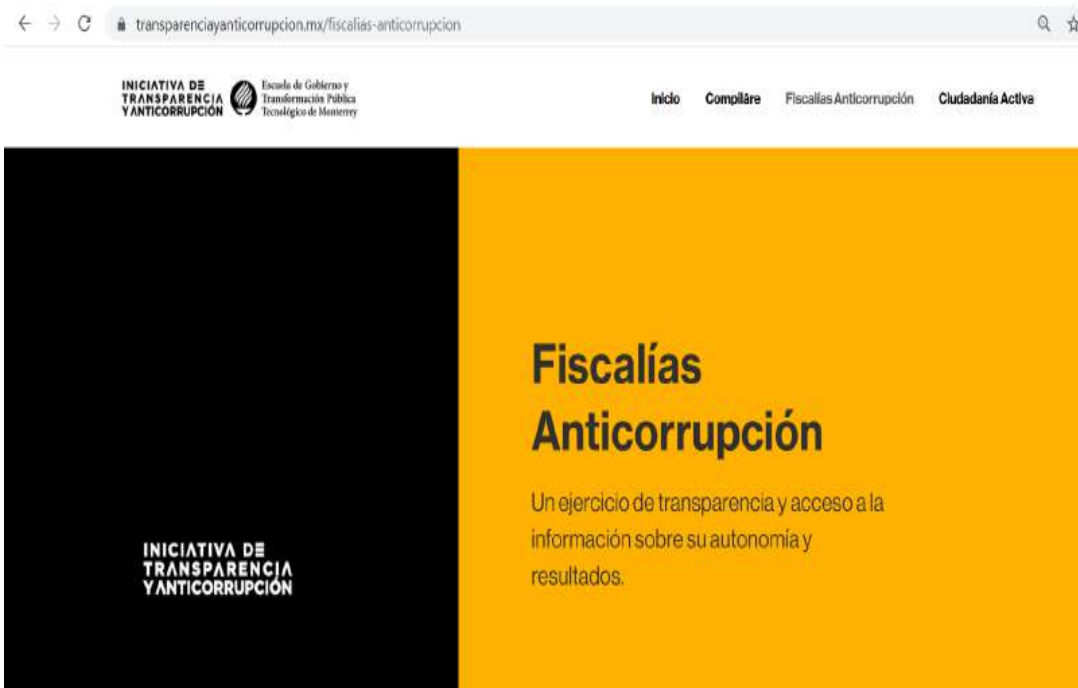 transparenciayanticorrupcion.mx/fiscalias-anticorrupcion
INICIATIVA DE
TRANSPARENCIA
Y ANTICORRUPCIÓN
Escuela de Gobierno y
Transformación Pública
Tecnológico de Monterrey
Inicio Compilāre Fiscalías Anticorrupción Ciudadanía Activa
Fiscalías
Anticorrupción
Un ejercicio de transparencia y acceso a la
información sobre su autonomía y
resultados.
INICIATIVA DE
TRANSPARENCIA
Y ANTICORRUPCIÓN